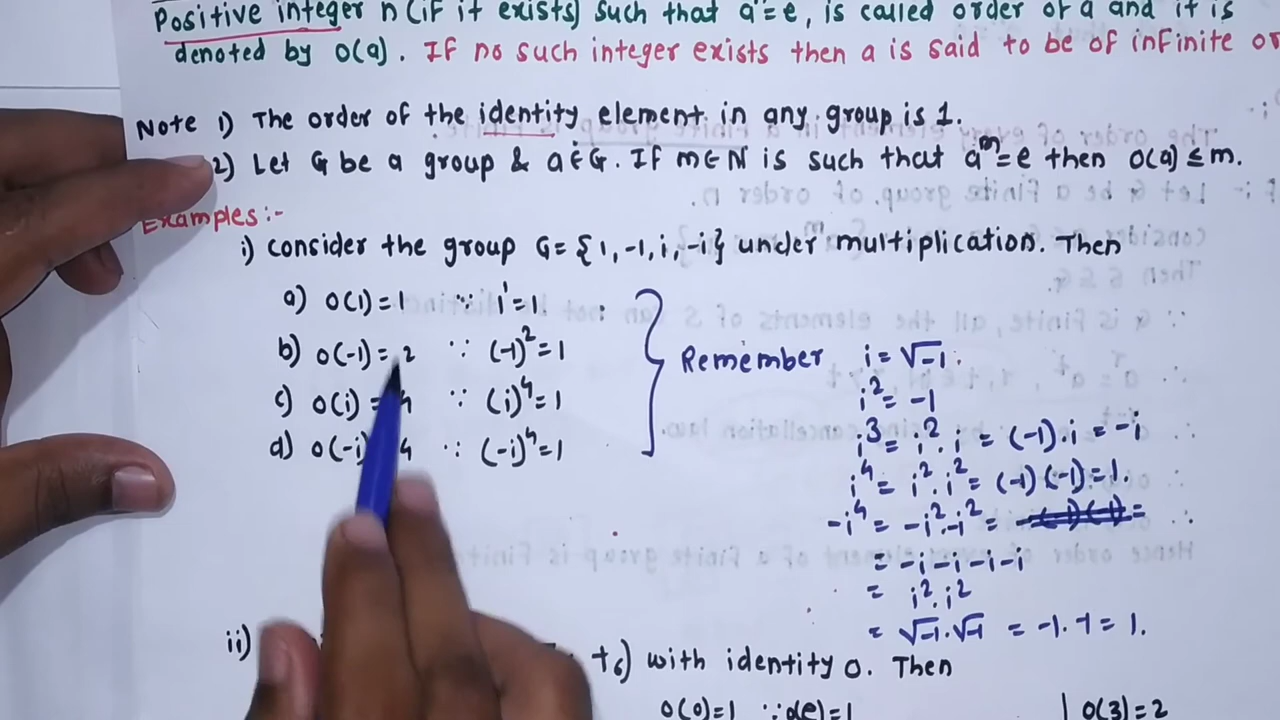 Positive integer n (if it exists) such that aⁿ=e, is called order of a and it is
denoted by o(a). If no such integer exists then a is said to be of infinite or
Note 1) The order of the identity element in any group is 1.
2) Let G be a group & a∈G. If m∈N is such that a^m=e then o(a)≤m.
Examples:-
i) consider the group G={1,-1,i,-i} under multiplication. Then
a) o(1)=1 ∵ 1¹=1.
b) o(-1)=2 ∵ (-1)²=1
c) o(i)=4 ∵ (i)⁴=1
d) o(-i) 4 ∵ (-i)⁴=1
Remember i=√-1.
i²=-1
i³=i².i=(-1).i=-i
i⁴=i².i²=(-1)(-1)=1.
-i⁴=-i².-i²= =
=-i-i-i-i
= i².i²
= √-1.√-1 = -1.-1=1.
ii) +₆) with identity 0. Then
o(0)=1 ∵ o(e)=1 | o(3)=2